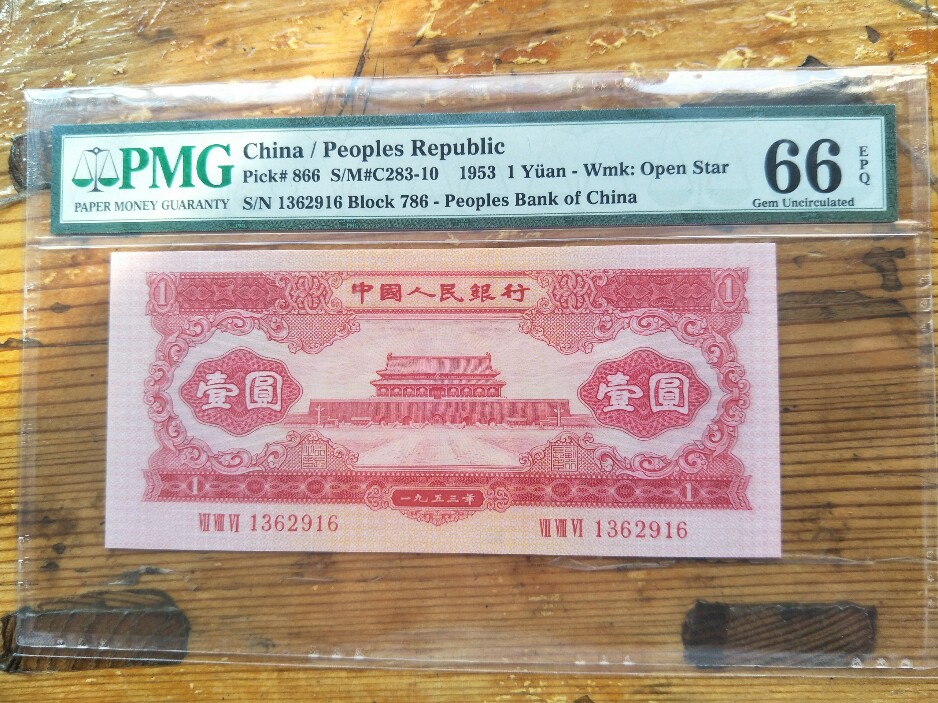 PMG
PAPER MONEY GUARANTY
China / Peoples Republic
Pick# 866 S/M#C283-10 1953 1 Yüan - Wmk: Open Star
S/N 1362916 Block 786 - Peoples Bank of China
66 EPQ
Gem Uncirculated
1 中國人民銀行 1
壹圓 壹圓
1 一九五三年 1
VII VIII VI 1362916 VII VIII VI 1362916